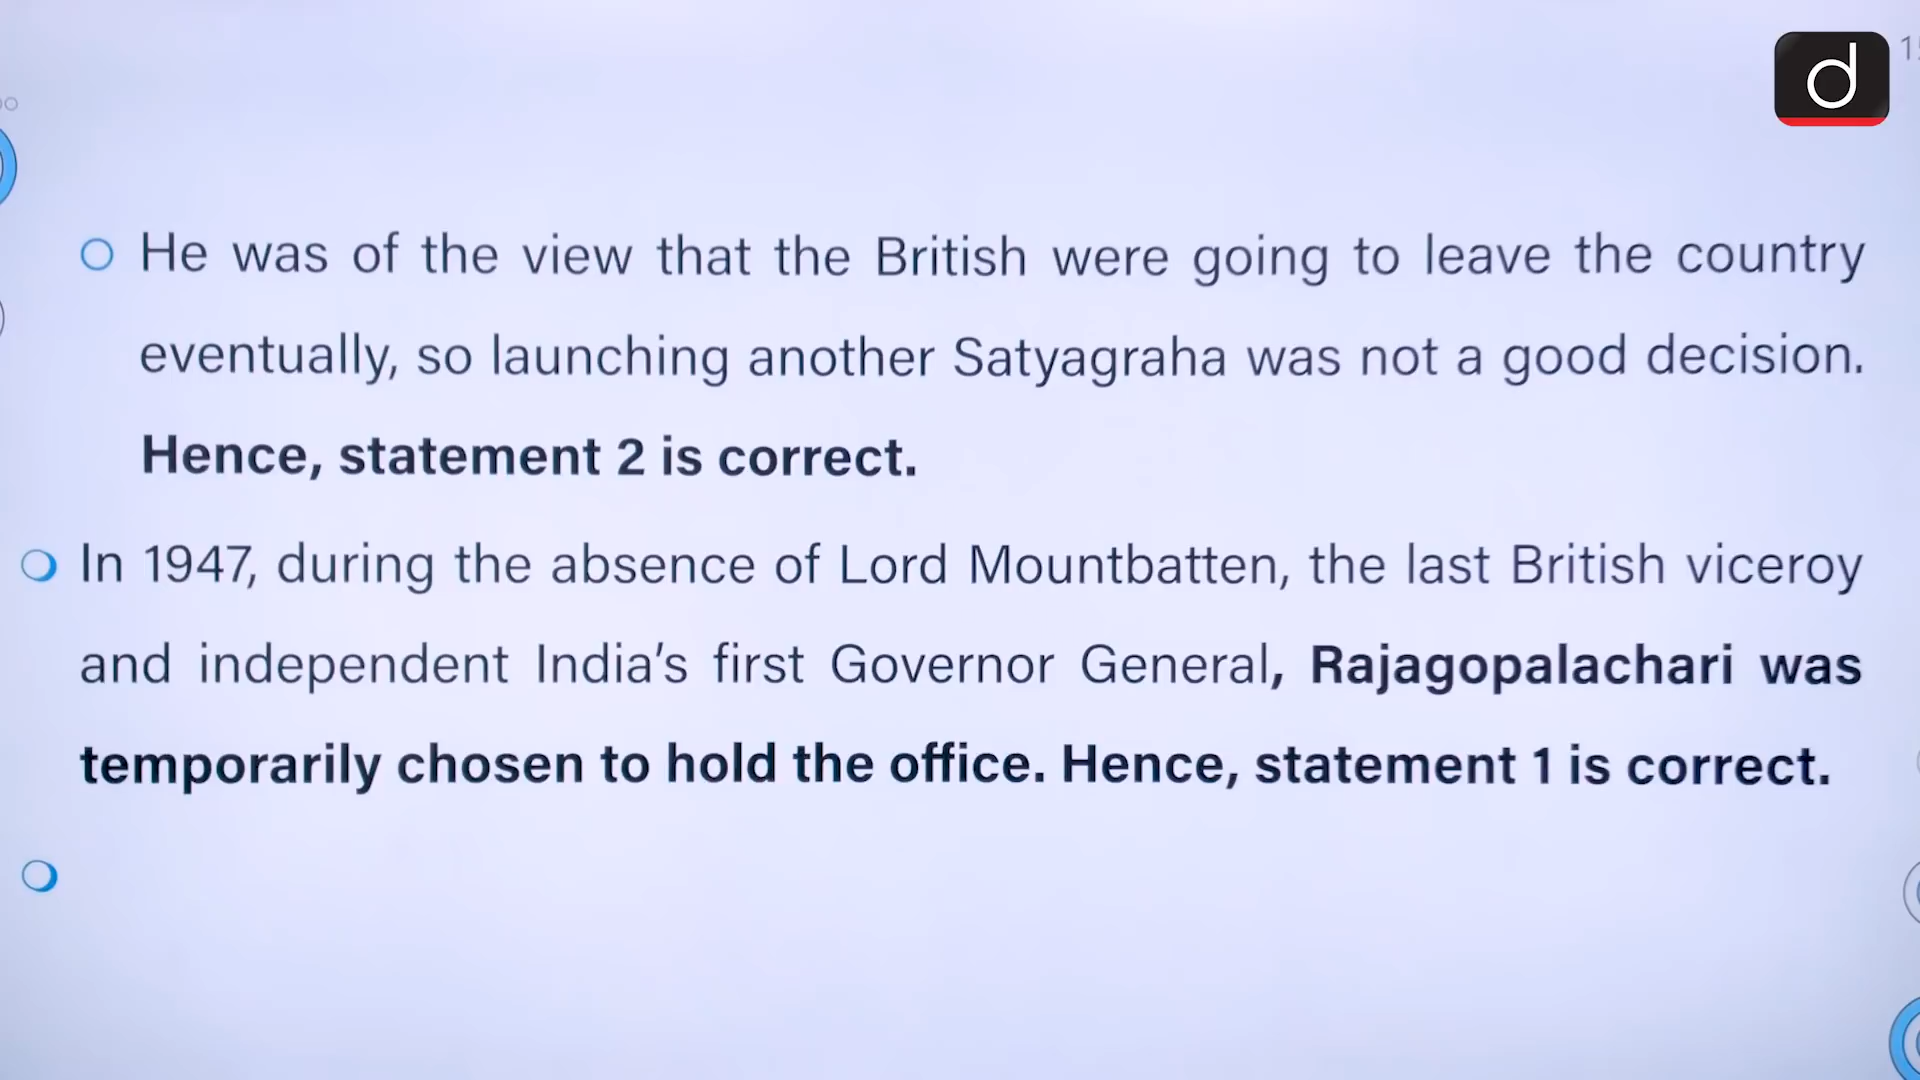 d
He was of the view that the British were going to leave the country
eventually, so launching another Satyagraha was not a good decision.
Hence, statement 2 is correct.
In 1947, during the absence of Lord Mountbatten, the last British viceroy
and independent India's first Governor General, Rajagopalachari was
temporarily chosen to hold the office. Hence, statement 1 is correct.